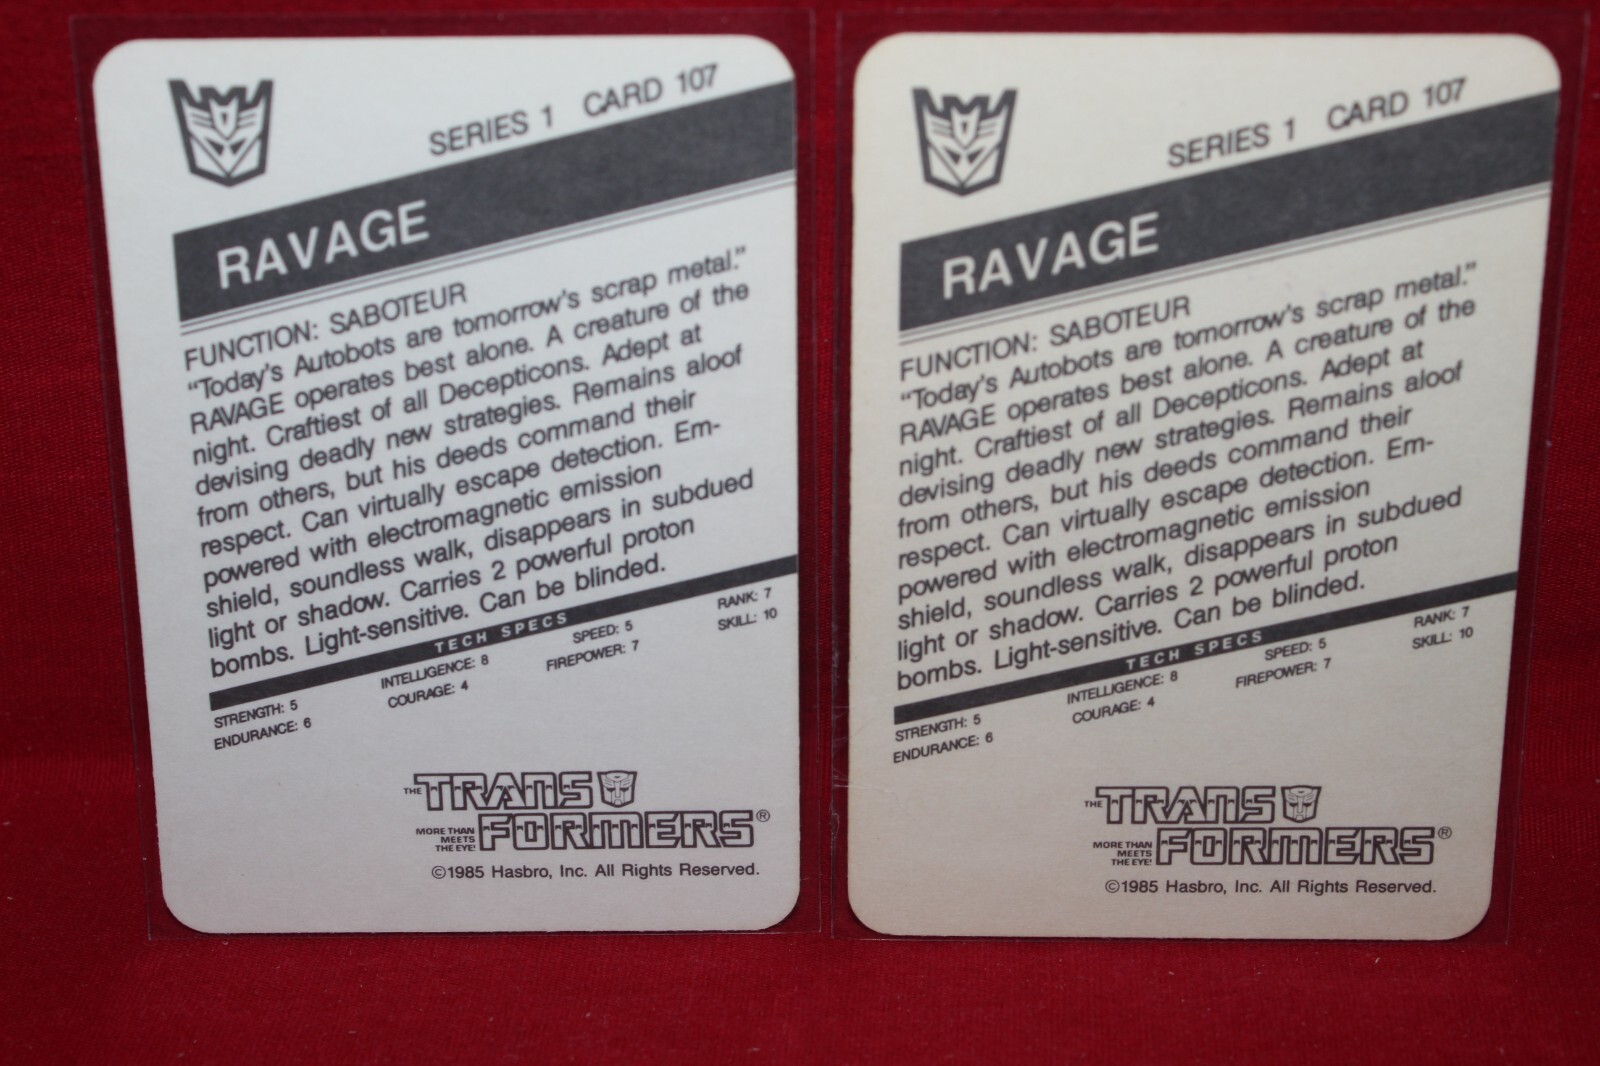 SERIES 1 CARD 107
RAVAGE
FUNCTION: SABOTEUR
“Today’s Autobots are tomorrow’s scrap metal.”
RAVAGE operates best alone. A creature of the
night. Craftiest of all Decepticons. Adept at
devising deadly new strategies. Remains aloof
from others, but his deeds command their
respect. Can virtually escape detection. Em-
powered with electromagnetic emission
shield, soundless walk, disappears in subdued
light or shadow. Carries 2 powerful proton
bombs. Light-sensitive. Can be blinded.
TECH SPECS
STRENGTH: 5 INTELLIGENCE: 8 SPEED: 5 RANK: 7
ENDURANCE: 6 COURAGE: 4 FIREPOWER: 7 SKILL: 10
THE TRANS
FORMERS®
MORE THAN
MEETS
THE EYE!
©1985 Hasbro, Inc. All Rights Reserved.
SERIES 1 CARD 107
RAVAGE
FUNCTION: SABOTEUR
“Today’s Autobots are tomorrow’s scrap metal.”
RAVAGE operates best alone. A creature of the
night. Craftiest of all Decepticons. Adept at
devising deadly new strategies. Remains aloof
from others, but his deeds command their
respect. Can virtually escape detection. Em-
powered with electromagnetic emission
shield, soundless walk, disappears in subdued
light or shadow. Carries 2 powerful proton
bombs. Light-sensitive. Can be blinded.
TECH SPECS
STRENGTH: 5 INTELLIGENCE: 8 SPEED: 5 RANK: 7
ENDURANCE: 6 COURAGE: 4 FIREPOWER: 7 SKILL: 10
THE TRANS
FORMERS®
MORE THAN
MEETS
THE EYE!
©1985 Hasbro, Inc. All Rights Reserved.